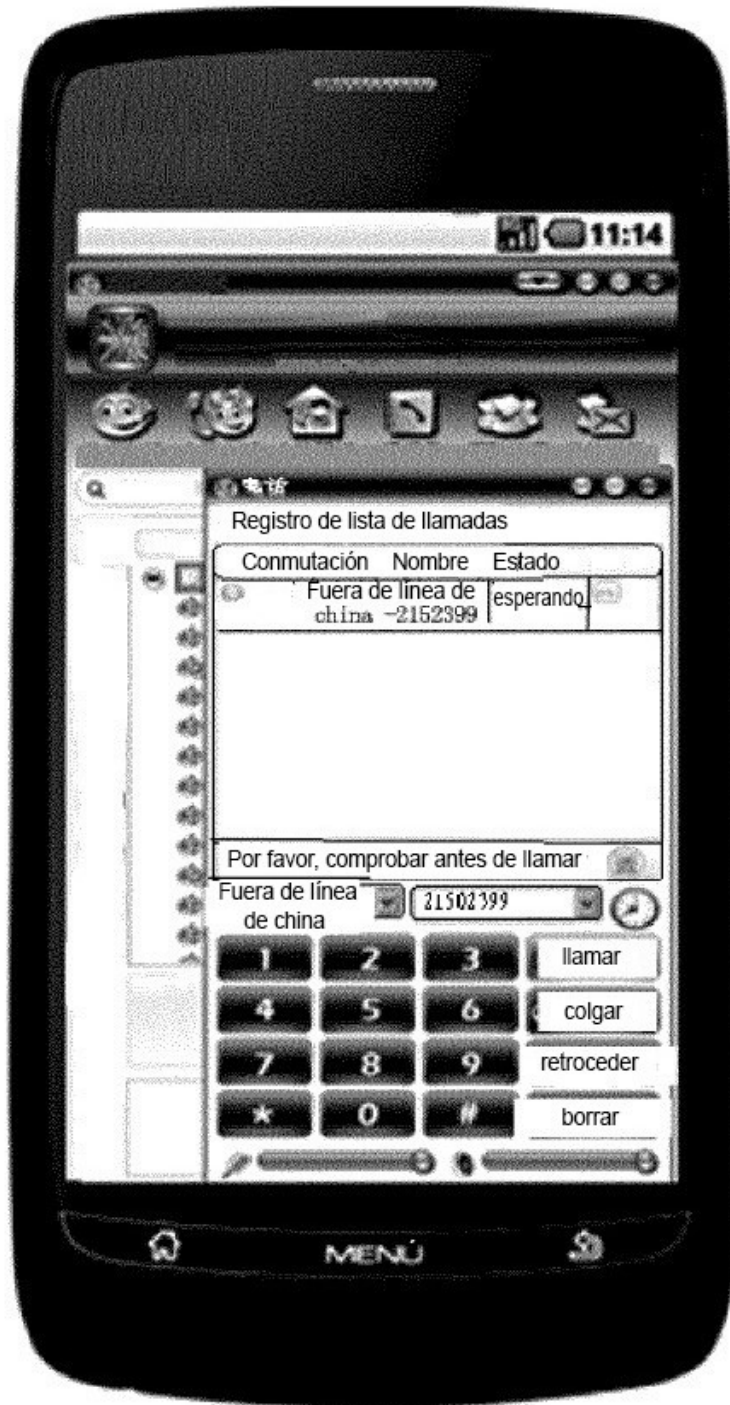 11:14
电话
Registro de lista de llamadas
Conmutación Nombre Estado
Fuera de línea de
china -2152399
esperando
Por favor, comprobar antes de llamar
Fuera de línea
de china
21502399
1 2 3 llamar
4 5 6 colgar
7 8 9 retroceder
* 0 # borrar
MENÚ